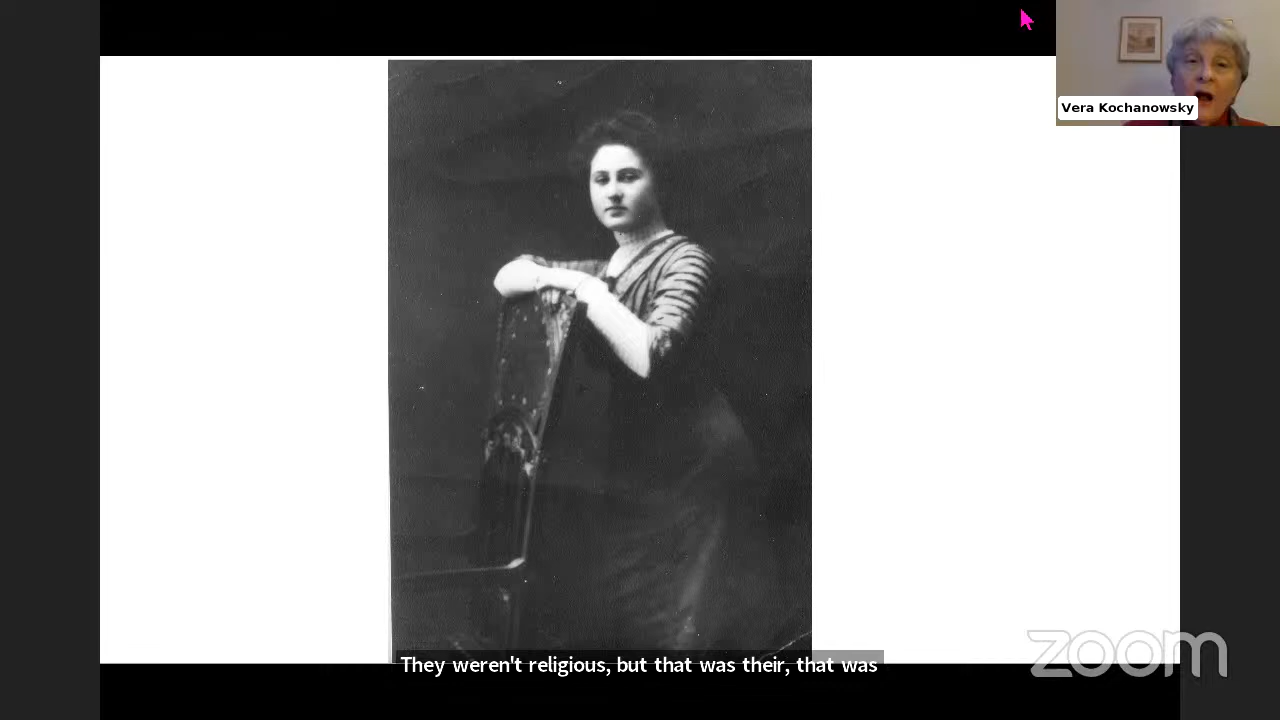 Vera Kochanowsky
They weren't religious, but that was their, that was
zoom